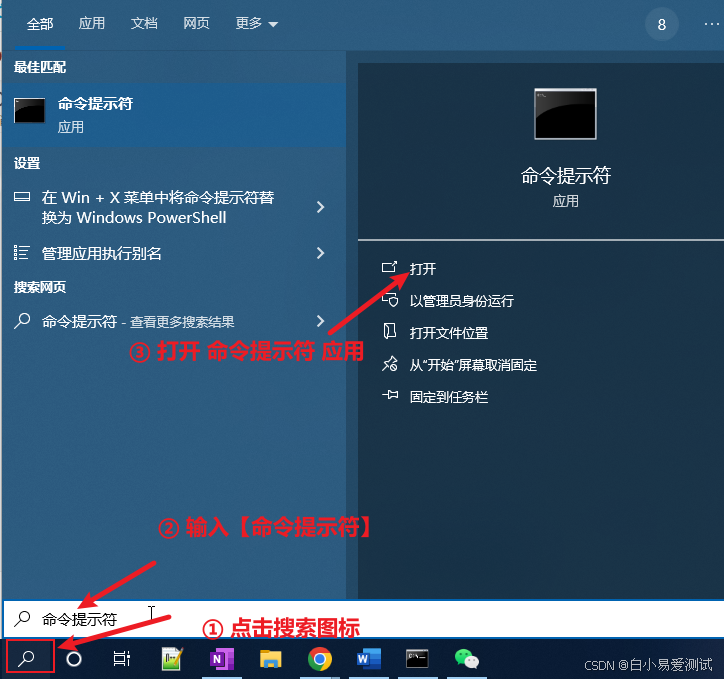 全部 应用 文档 网页 更多 8 ...
最佳匹配
命令提示符
应用
设置
在 Win + X 菜单中将命令提示符替
换为 Windows PowerShell
管理应用执行别名
搜索网页
命令提示符 - 查看更多搜索结果
命令提示符
应用
打开
以管理员身份运行
打开文件位置
从“开始”屏幕取消固定
固定到任务栏
③ 打开 命令提示符 应用
② 输入【命令提示符】
命令提示符
① 点击搜索图标
CSDN @白小易爱测试